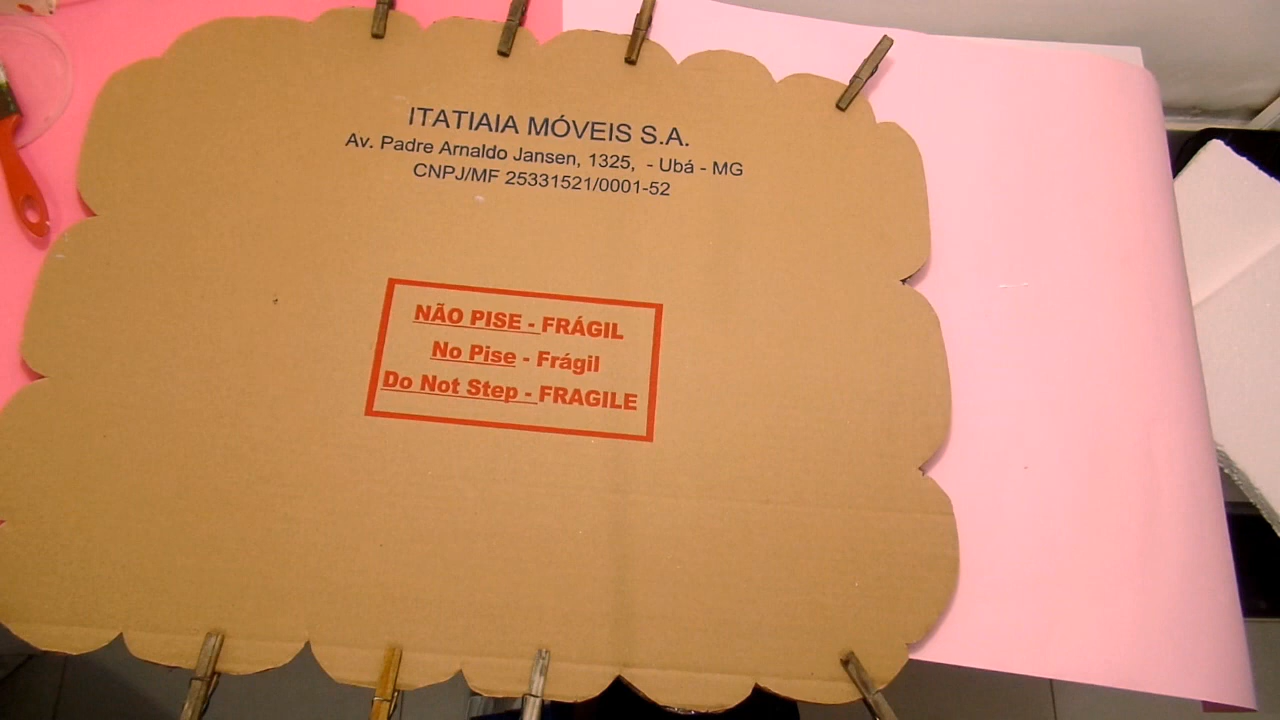 ITATIAIA MÓVEIS S.A.
Av. Padre Arnaldo Jansen, 1325, - Ubá - MG
CNPJ/MF 25331521/0001-52
NÃO PISE - FRÁGIL
No Pise - Frágil
Do Not Step - FRAGILE